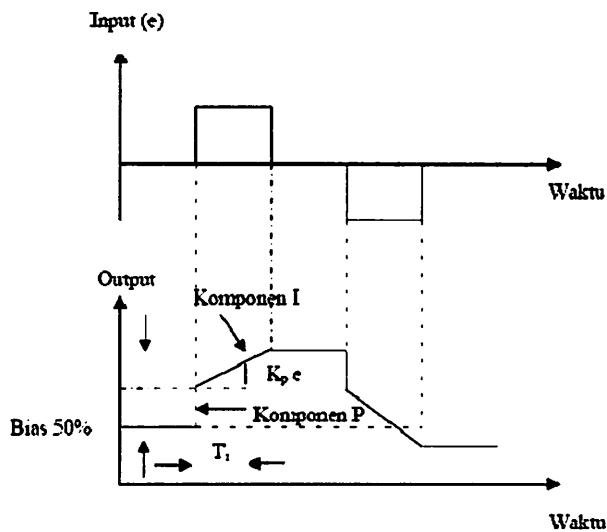 Input (e)
Waktu
Output
Komponen I
Kp e
Komponen P
Bias 50%
Ti
Waktu